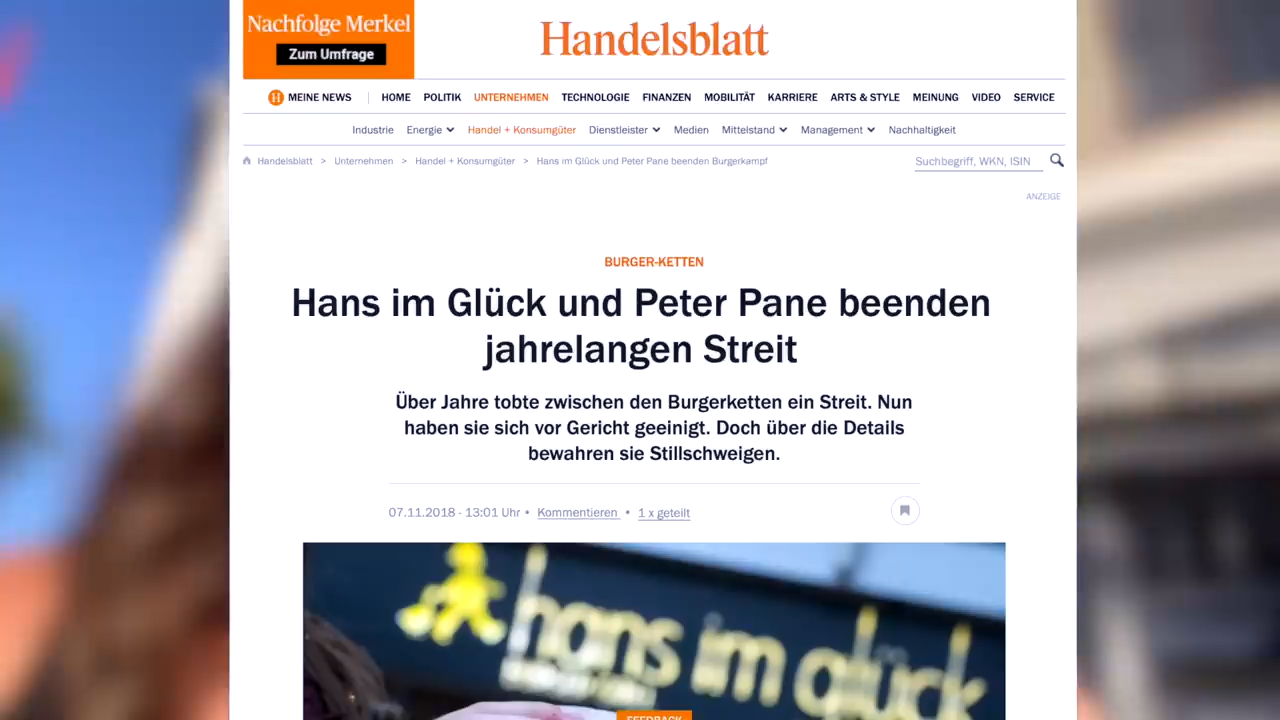 Nachfolge Merkel
Zum Umfrage
Handelsblatt
H MEINE NEWS HOME POLITIK UNTERNEHMEN TECHNOLOGIE FINANZEN MOBILITÄT KARRIERE ARTS & STYLE MEINUNG VIDEO SERVICE
Industrie Energie Handel + Konsumgüter Dienstleister Medien Mittelstand Management Nachhaltigkeit
Handelsblatt > Unternehmen > Handel + Konsumgüter > Hans im Glück und Peter Pane beenden Burgerkampf
Suchbegriff, WKN, ISIN
ANZEIGE
BURGER-KETTEN
Hans im Glück und Peter Pane beenden
jahrelangen Streit
Über Jahre tobte zwischen den Burgerketten ein Streit. Nun
haben sie sich vor Gericht geeinigt. Doch über die Details
bewahren sie Stillschweigen.
07.11.2018 - 13:01 Uhr • Kommentieren • 1 x geteilt
hans im glück
FEEDBACK